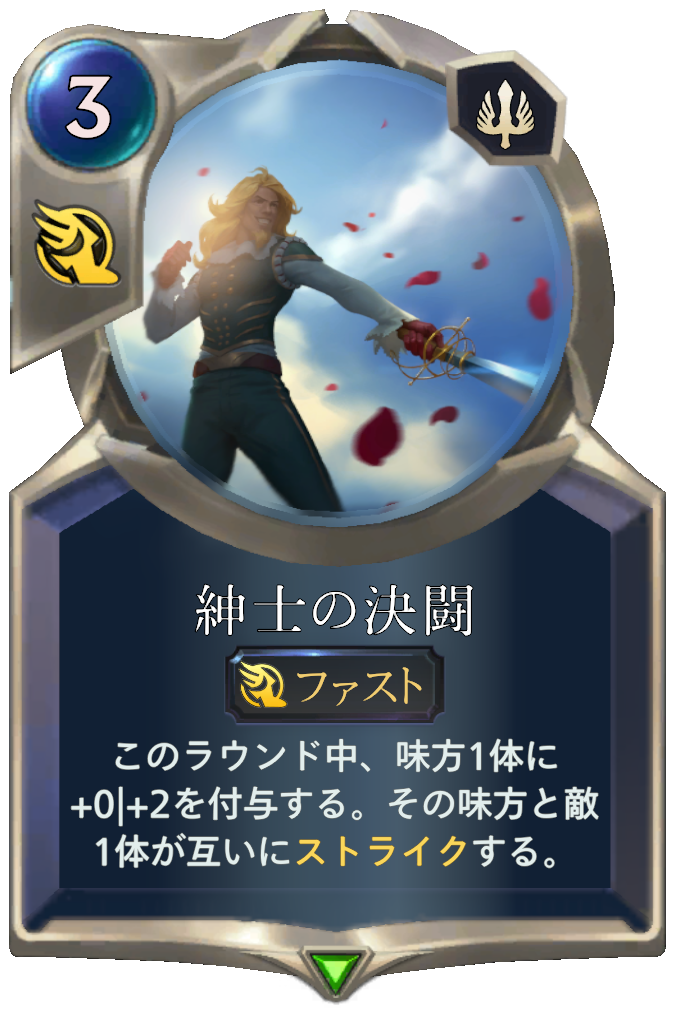 3
紳士の決闘
ファスト
このラウンド中、味方1体に
+0|+2を付与する。その味方と敵
1体が互いにストライクする。